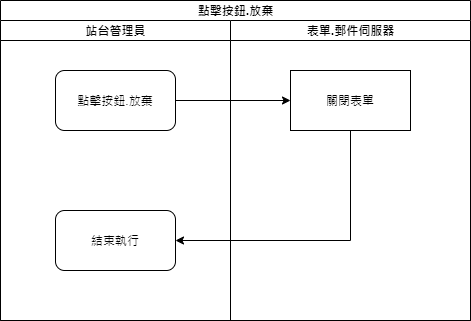 點擊按鈕.放棄
站台管理員
表單.郵件伺服器
點擊按鈕.放棄
關閉表單
結束執行